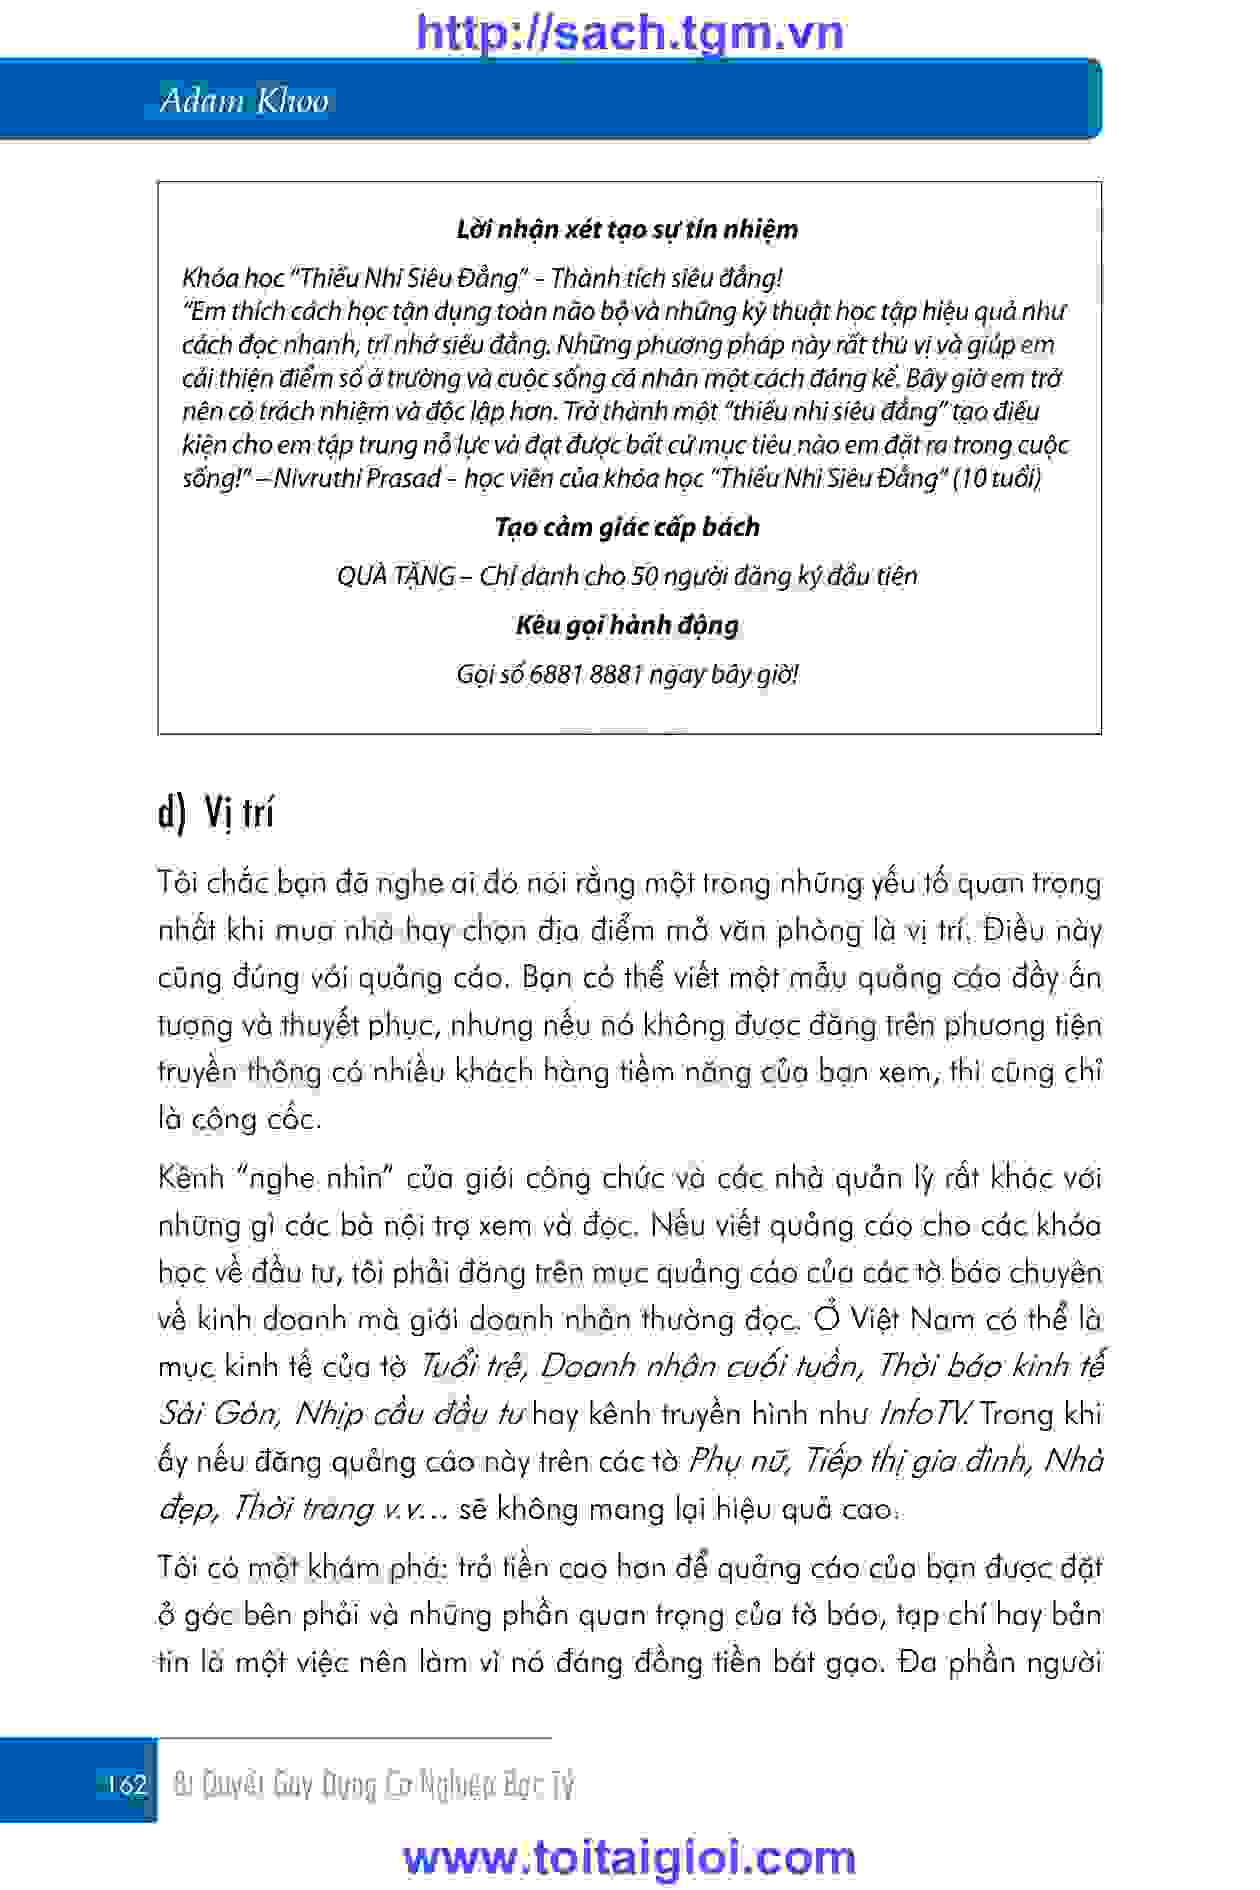 http://sach.tgm.vn
Adam Khoo
Lời nhận xét tạo sự tín nhiệm
Khóa học “Thiếu Nhi Siêu Đẳng” – Thành tích siêu đẳng!
“Em thích cách học tận dụng toàn não bộ và những kỹ thuật học tập hiệu quả như
cách đọc nhanh, trí nhớ siêu đẳng. Những phương pháp này rất thú vị và giúp em
cải thiện điểm số ở trường và cuộc sống cá nhân một cách đáng kể. Bây giờ em trở
nên có trách nhiệm và độc lập hơn. Trở thành một “thiếu nhi siêu đẳng” tạo điều
kiện cho em tập trung nỗ lực và đạt được bất cứ mục tiêu nào em đặt ra trong cuộc
sống!” – Nivruthi Prasad – học viên của khóa học “Thiếu Nhi Siêu Đẳng” (10 tuổi)
Tạo cảm giác cấp bách
QUÀ TẶNG – Chỉ dành cho 50 người đăng ký đầu tiên
Kêu gọi hành động
Gọi số 6881 8881 ngay bây giờ!
d) Vị trí
Tôi chắc bạn đã nghe ai đó nói rằng một trong những yếu tố quan trọng
nhất khi mua nhà hay chọn địa điểm mở văn phòng là vị trí. Điều này
cũng đúng với quảng cáo. Bạn có thể viết một mẫu quảng cáo đầy ấn
tượng và thuyết phục, nhưng nếu nó không được đăng trên phương tiện
truyền thông có nhiều khách hàng tiềm năng của bạn xem, thì cũng chỉ
là công cốc.
Kênh “nghe nhìn” của giới công chức và các nhà quản lý rất khác với
những gì các bà nội trợ xem và đọc. Nếu viết quảng cáo cho các khóa
học về đầu tư, tôi phải đăng trên mục quảng cáo của các tờ báo chuyên
về kinh doanh mà giới doanh nhân thường đọc. Ở Việt Nam có thể là
mục kinh tế của tờ Tuổi trẻ, Doanh nhân cuối tuần, Thời báo kinh tế
Sài Gòn, Nhịp cầu đầu tư hay kênh truyền hình như InfoTV. Trong khi
ấy nếu đăng quảng cáo này trên các tờ Phụ nữ, Tiếp thị gia đình, Nhà
đẹp, Thời trang v.v... sẽ không mang lại hiệu quả cao.
Tôi có một khám phá: trả tiền cao hơn để quảng cáo của bạn được đặt
ở góc bên phải và những phần quan trọng của tờ báo, tạp chí hay bản
tin là một việc nên làm vì nó đáng đồng tiền bát gạo. Đa phần người
162 Bí Quyết Gây Dựng Cơ Nghiệp Bạc Tỷ
www.toitaigioi.com